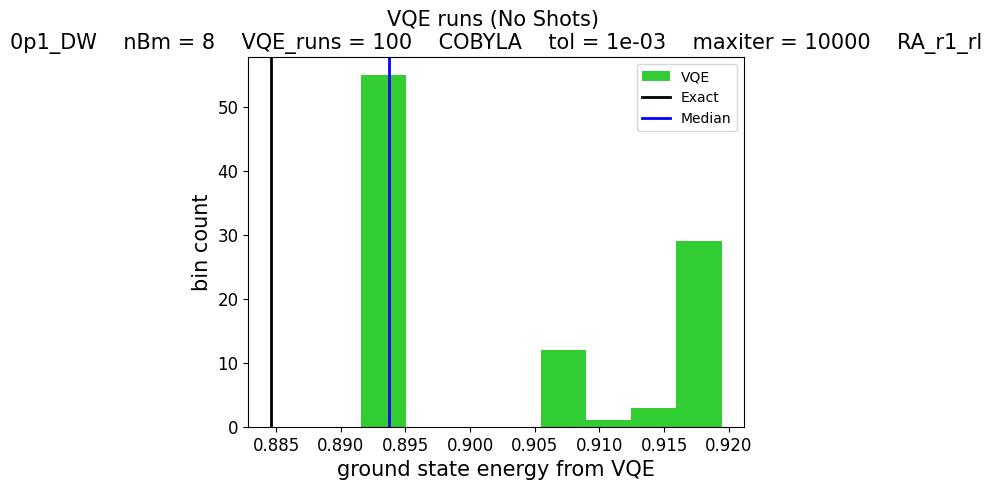 VQE runs (No Shots)
0p1_DW    nBm = 8    VQE_runs = 100    COBYLA    tol = 1e-03    maxiter = 10000    RA_r1_rl
VQE
Exact
Median
bin count
50
40
30
20
10
0
0.885 0.890 0.895 0.900 0.905 0.910 0.915 0.920
ground state energy from VQE